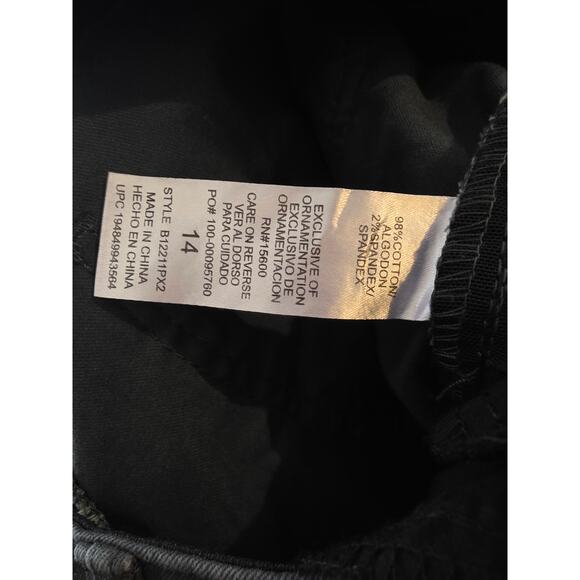 98%COTTON/
ALGODON
2%SPANDEX/
SPANDEX
EXCLUSIVE OF
ORNAMENTATION
EXCLUSIVO DE
ORNAMENTACION
RN#15600
CARE ON REVERSE
VER AL DORSO
PARA CUIDADO
PO# 100-00095760
14
STYLE B12211PX2
MADE IN CHINA
HECHO EN CHINA
UPC 194849943564